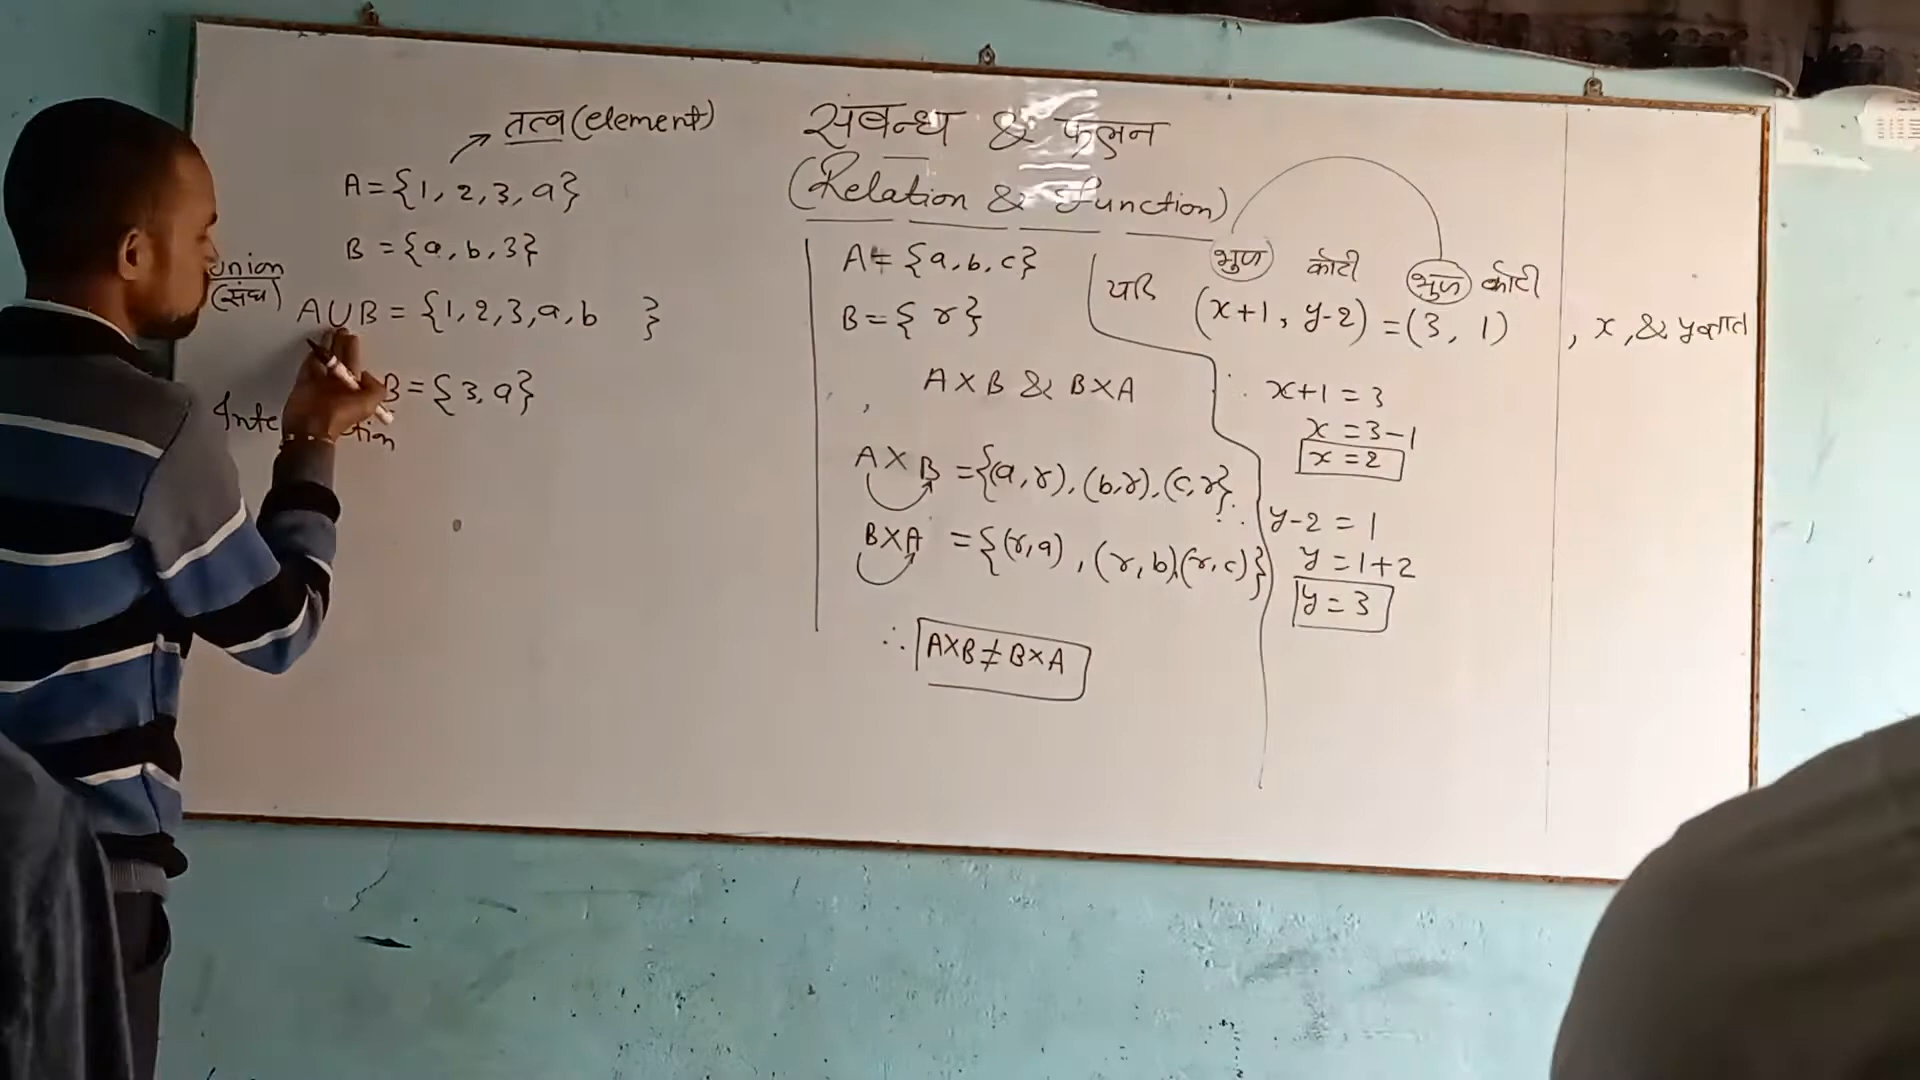 तत्व (element)
A = {1, 2, 3, a}
B = {a, b, 3}
union
(संघ)
A∪B = {1, 2, 3, a, b }
B = {3, a}
संबन्ध & फलन
(Relation & function)
A = {a, b, c}
B = { r }
A × B & B × A
A × B = {(a, r), (b, r), (c, r}
B × A = {(r, a), (r, b), (r, c)}
∴ A×B ≠ B×A
भुज कोटी भुज कोटी
यदि (x+1, y-2) = (3, 1) , x, & y
x+1 = 3
x = 3-1
x = 2
∴ y-2 = 1
y = 1+2
y = 3